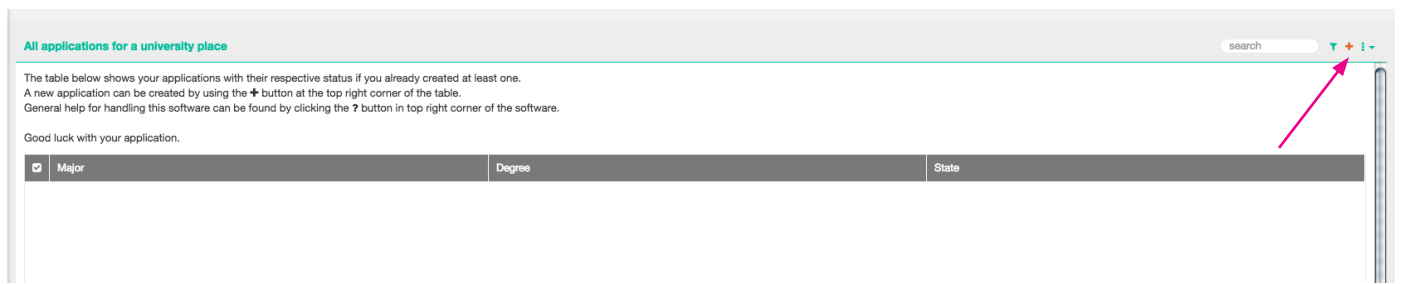 All applications for a university place
search
The table below shows your applications with their respective status if you already created at least one.
A new application can be created by using the + button at the top right corner of the table.
General help for handling this software can be found by clicking the ? button in top right corner of the software.
Good luck with your application.
Major Degree State